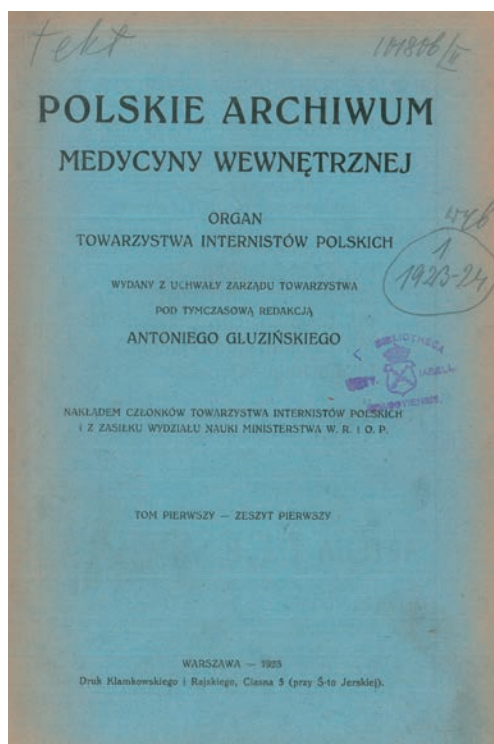 tekt
101806/II
POLSKIE ARCHIWUM
MEDYCYNY WEWNĘTRZNEJ
ORGAN
TOWARZYSTWA INTERNISTÓW POLSKICH
WYDANY Z UCHWAŁY ZARZĄDU TOWARZYSTWA
POD TYMCZASOWĄ REDAKCJĄ
ANTONIEGO GLUZIŃSKIEGO
1
1923-24
BIBLIOTHECA
JAGELL.
NAKŁADEM CZŁONKÓW TOWARZYSTWA INTERNISTÓW POLSKICH
I Z ZASIŁKU WYDZIAŁU NAUKI MINISTERSTWA W. R. I O. P.
TOM PIERWSZY — ZESZYT PIERWSZY
WARSZAWA — 1923
Druk Klamkowskiego i Rajskiego, Ciasna 5 (przy Ś-to Jerskiej).